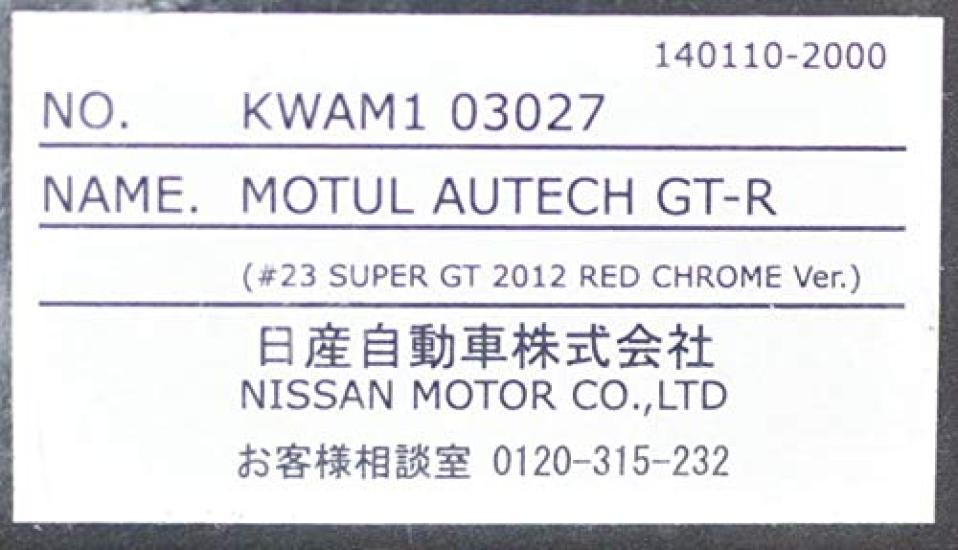 140110-2000
NO. KWAM1 03027
NAME. MOTUL AUTECH GT-R
(#23 SUPER GT 2012 RED CHROME Ver.)
日産自動車株式会社
NISSAN MOTOR CO.,LTD
お客様相談室 0120-315-232